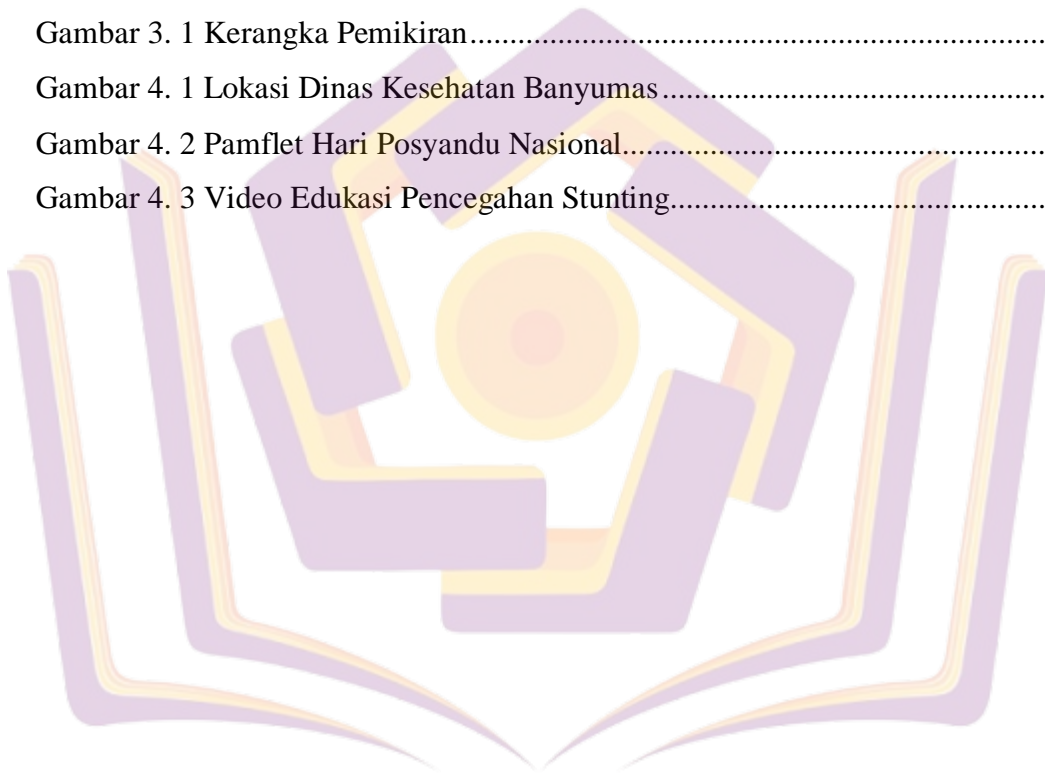 Gambar 3. 1 Kerangka Pemikiran........................................................................
Gambar 4. 1 Lokasi Dinas Kesehatan Banyumas................................................
Gambar 4. 2 Pamflet Hari Posyandu Nasional.....................................................
Gambar 4. 3 Video Edukasi Pencegahan Stunting...............................................